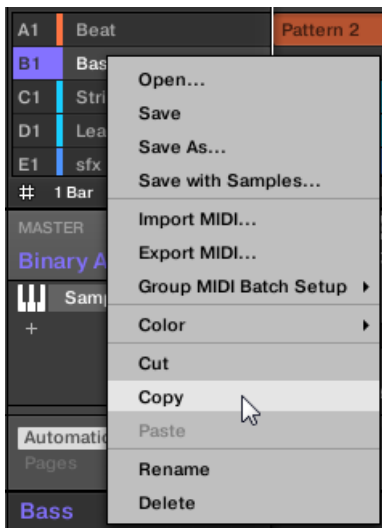 A1 Beat Pattern 2
B1 Bas
C1 Stri
D1 Lea
E1 sfx
1 Bar
MASTER
Binary A
Sam
+
Automatic
Pages
Bass
Open...
Save
Save As...
Save with Samples...
Import MIDI...
Export MIDI...
Group MIDI Batch Setup
Color
Cut
Copy
Paste
Rename
Delete